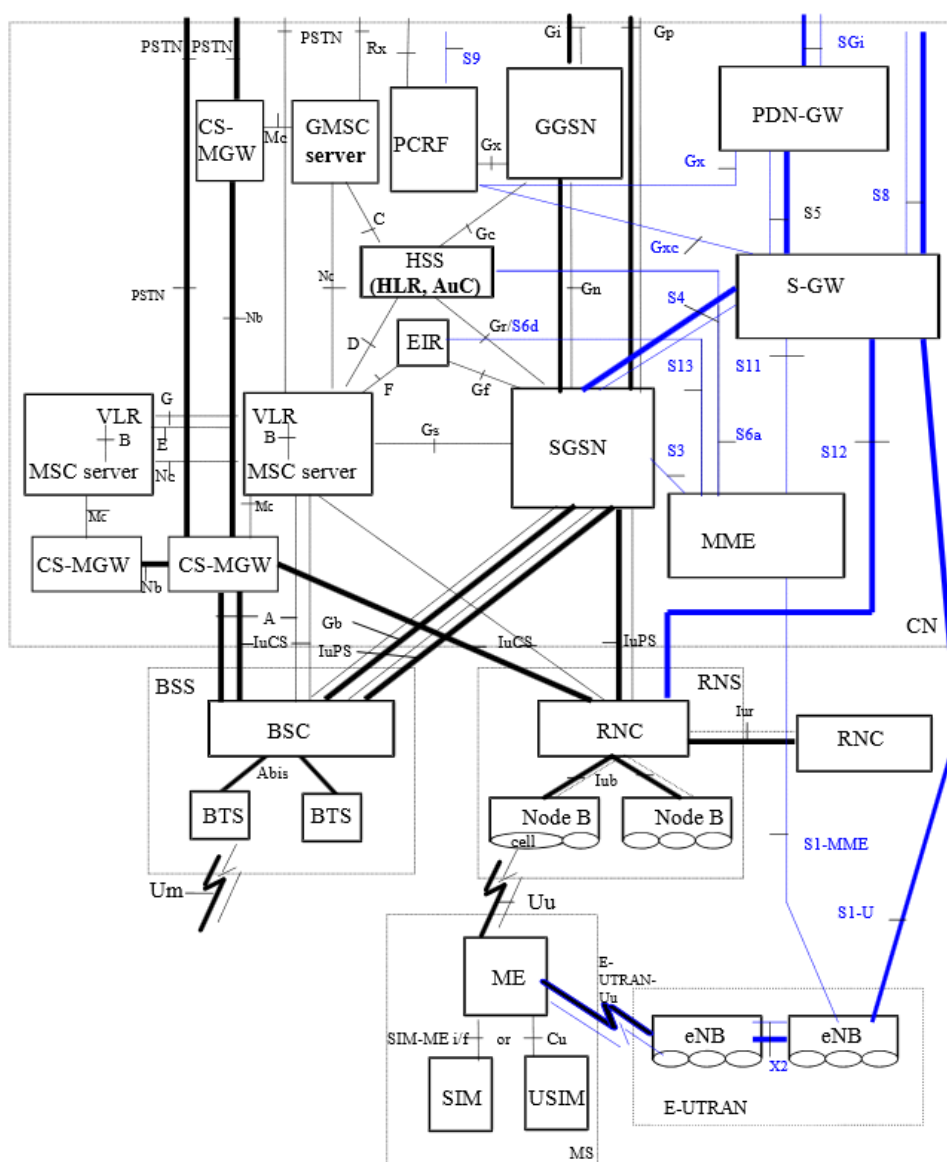 PSTN PSTN
PSTN
Rx
S9
Gi
Gp
SGi
CS-
MGW
Mc
GMSC
server
PCRF
Gx
GGSN
PDN-GW
Gx
S5
S8
C
Gc
Gxc
HSS
(HLR, AuC)
S-GW
PSTN
Nb
Nc
Gn
S4
D
EIR
Gr/S6d
F
Gf
S13
S11
G
VLR
B
MSC server
E
Nc
VLR
B
MSC server
Gs
SGSN
S3
S6a
S12
Mc
Mc
MME
CS-MGW
Nb
CS-MGW
A
Gb
IuCS
IuPS
IuCS
IuPS
CN
BSS
RNS
BSC
RNC
Iur
RNC
Abis
Iub
BTS
BTS
Node B
cell
Node B
S1-MME
Um
Uu
S1-U
ME
E-
UTRAN-
Uu
SIM-ME i/f
or
Cu
eNB
eNB
X2
SIM
USIM
E-UTRAN
MS